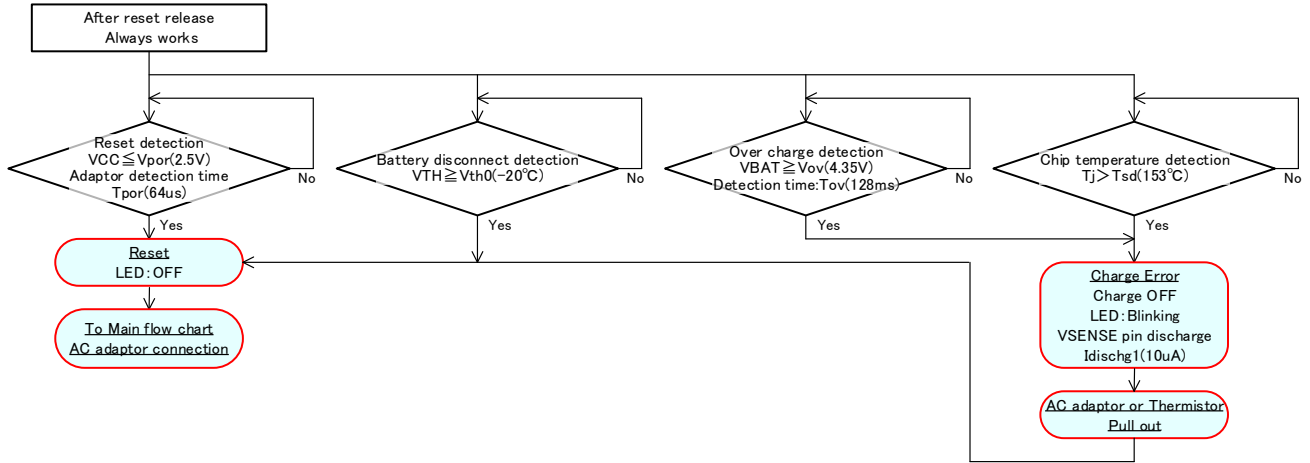 After reset release
Always works
Reset detection
VCC≦Vpor(2.5V)
Adaptor detection time
Tpor(64us)
No
Yes
Battery disconnect detection
VTH≧Vth0(-20℃)
No
Yes
Over charge detection
VBAT≧Vov(4.35V)
Detection time:Tov(128ms)
No
Yes
Chip temperature detection
Tj>Tsd(153℃)
No
Yes
Reset
LED:OFF
To Main flow chart
AC adaptor connection
Charge Error
Charge OFF
LED:Blinking
VSENSE pin discharge
Idischg1(10uA)
AC adaptor or Thermistor
Pull out